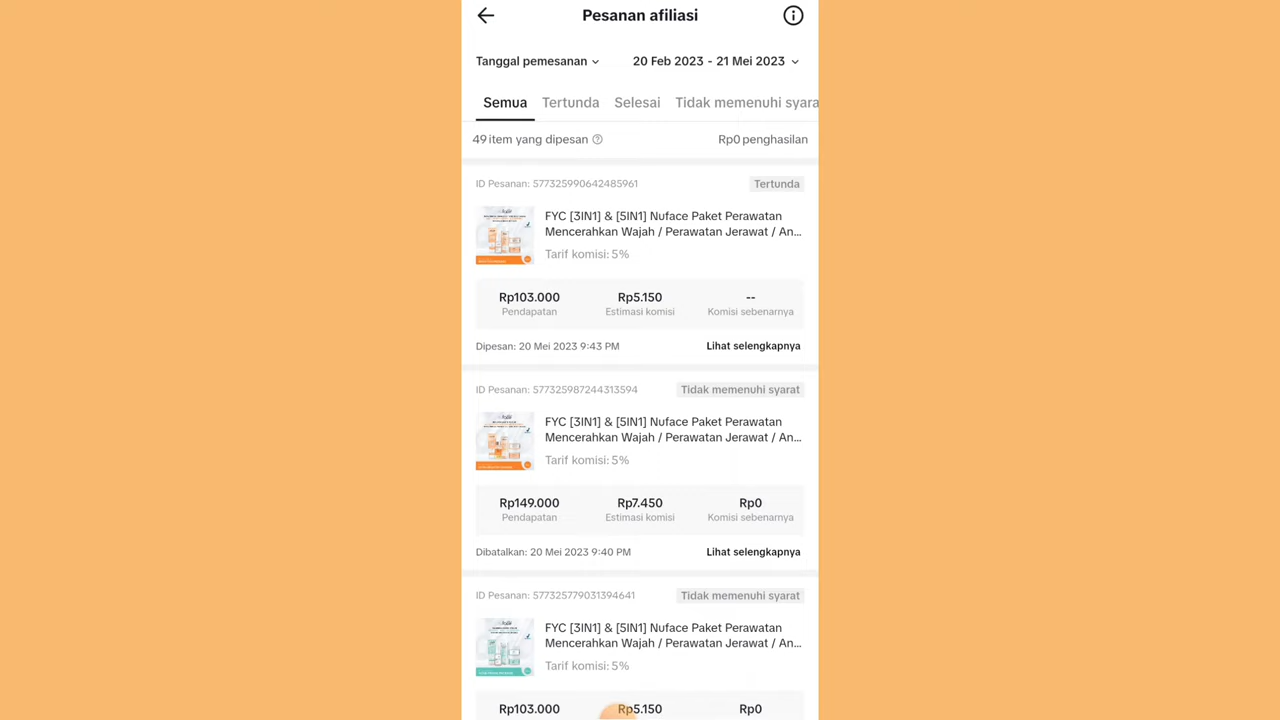 Pesanan afiliasi
Tanggal pemesanan
20 Feb 2023 - 21 Mei 2023
Semua
Tertunda
Selesai
Tidak memenuhi syara
49 item yang dipesan
Rp0 penghasilan
ID Pesanan: 577325990642485961
Tertunda
FYC [3IN1] & [5IN1] Nuface Paket Perawatan
Mencerahkan Wajah / Perawatan Jerawat / An...
Tarif komisi: 5%
Rp103.000
Rp5.150
--
Pendapatan
Estimasi komisi
Komisi sebenarnya
Dipesan: 20 Mei 2023 9:43 PM
Lihat selengkapnya
ID Pesanan: 577325987244313594
Tidak memenuhi syarat
FYC [3IN1] & [5IN1] Nuface Paket Perawatan
Mencerahkan Wajah / Perawatan Jerawat / An...
Tarif komisi: 5%
Rp149.000
Rp7.450
Rp0
Pendapatan
Estimasi komisi
Komisi sebenarnya
Dibatalkan: 20 Mei 2023 9:40 PM
Lihat selengkapnya
ID Pesanan: 577325779031394641
Tidak memenuhi syarat
FYC [3IN1] & [5IN1] Nuface Paket Perawatan
Mencerahkan Wajah / Perawatan Jerawat / An...
Tarif komisi: 5%
Rp103.000
Rp5.150
Rp0